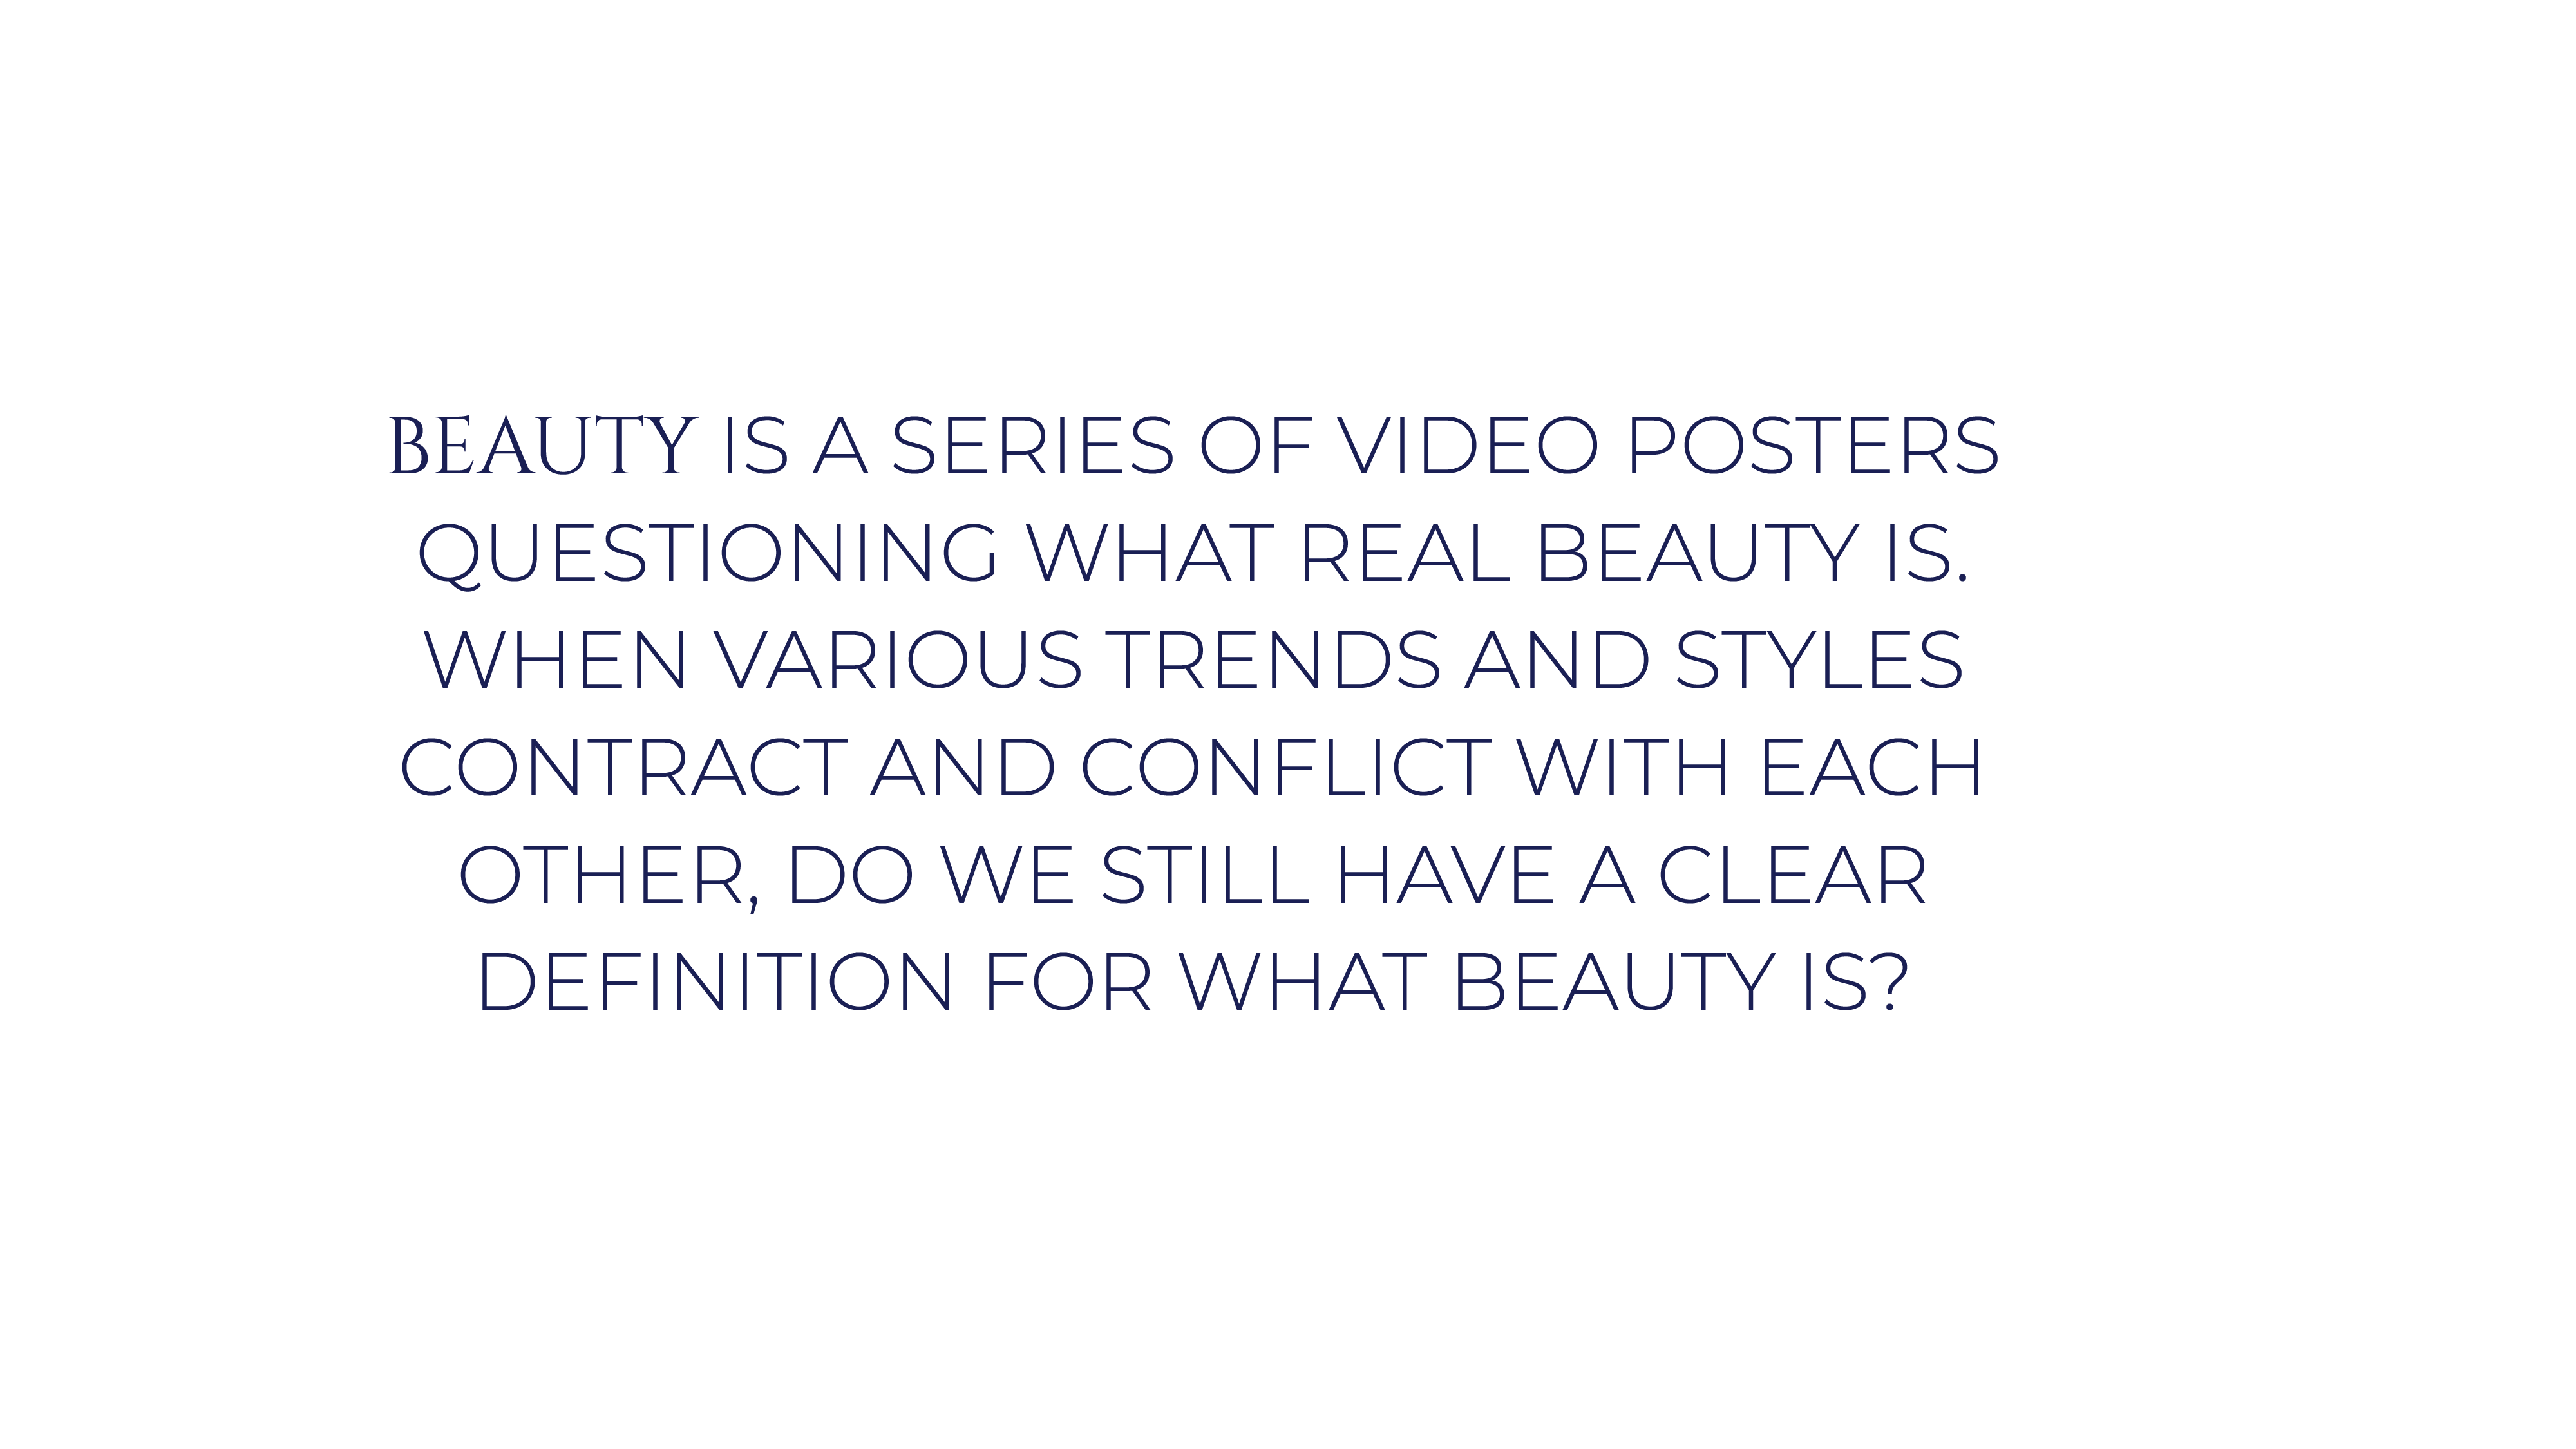 BEAUTY IS A SERIES OF VIDEO POSTERS
QUESTIONING WHAT REAL BEAUTY IS.
WHEN VARIOUS TRENDS AND STYLES
CONTRACT AND CONFLICT WITH EACH
OTHER, DO WE STILL HAVE A CLEAR
DEFINITION FOR WHAT BEAUTY IS?